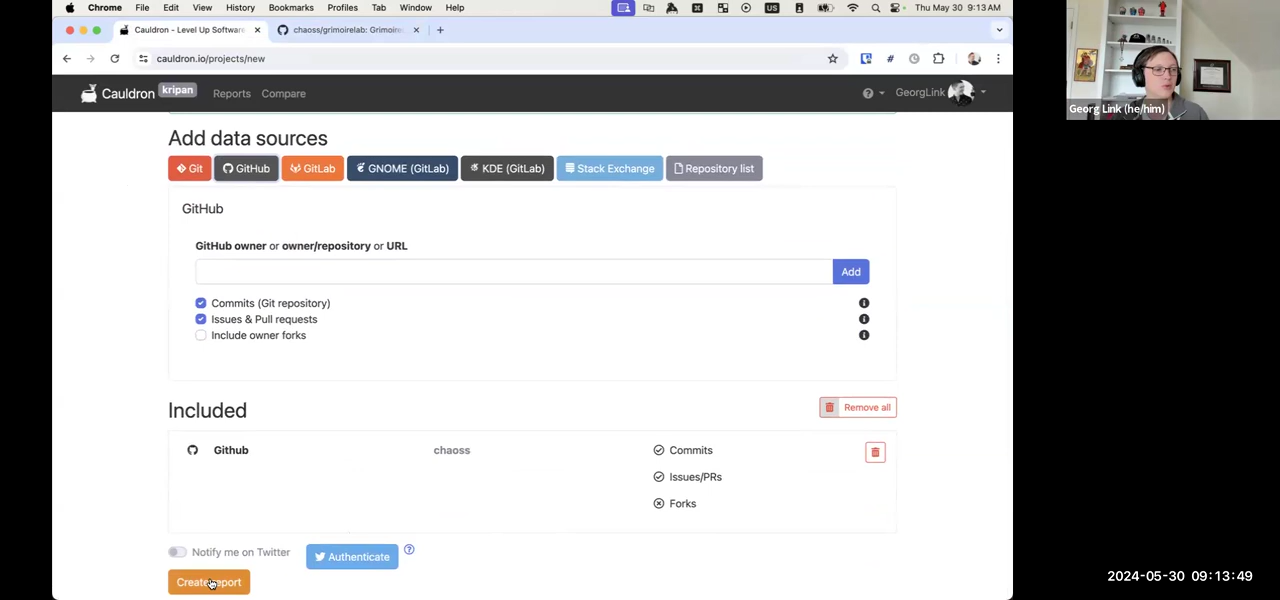 Chrome File Edit View History Bookmarks Profiles Tab Window Help
US
Thu May 30 9:13 AM
Cauldron - Level Up Software
chaoss/grimoirelab: Grimoire
cauldron.io/projects/new
Cauldron kripan Reports Compare
GeorgLink
Georg Link (he/him)
Add data sources
Git GitHub GitLab GNOME (GitLab) KDE (GitLab) Stack Exchange Repository list
GitHub
GitHub owner or owner/repository or URL
Add
Commits (Git repository)
Issues & Pull requests
Include owner forks
Included
Remove all
Github chaoss Commits
Issues/PRs
Forks
Notify me on Twitter Authenticate
Create report
2024-05-30 09:13:49